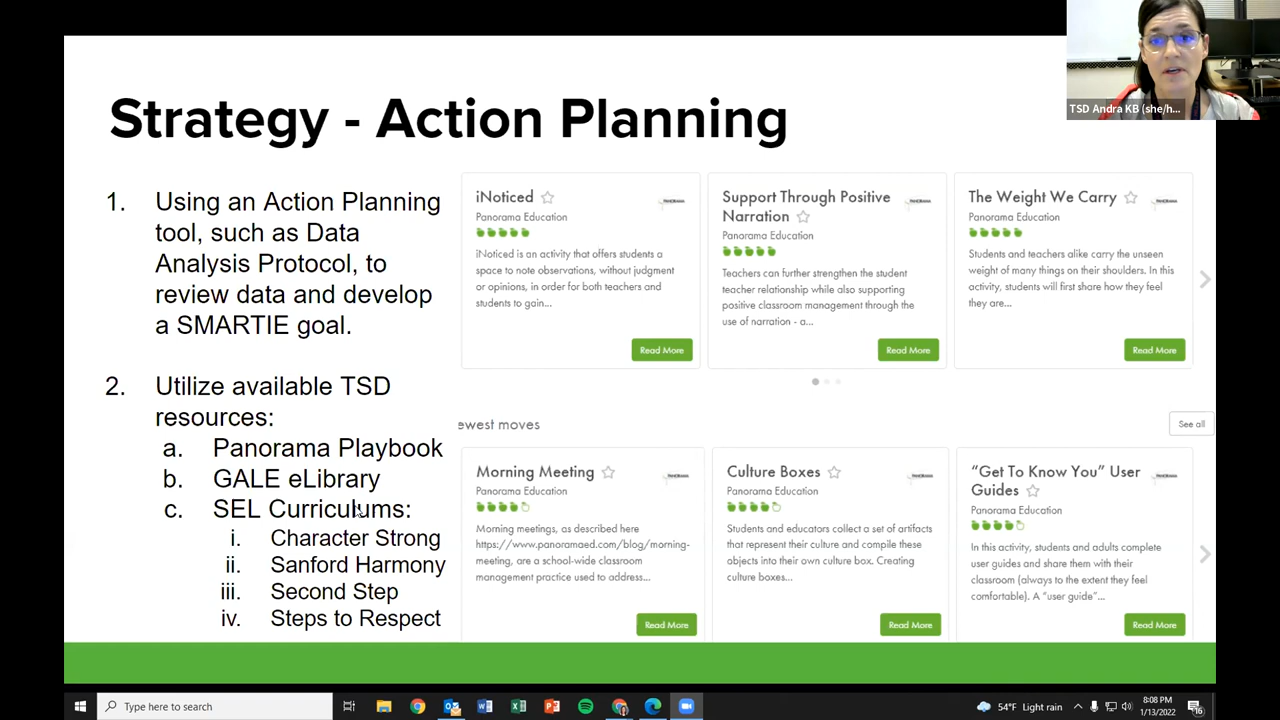 Strategy - Action Planning
TSD Andra KB (she/h...
1. Using an Action Planning
tool, such as Data
Analysis Protocol, to
review data and develop
a SMARTIE goal.
2. Utilize available TSD
resources:
a. Panorama Playbook
b. GALE eLibrary
c. SEL Curriculums:
i. Character Strong
ii. Sanford Harmony
iii. Second Step
iv. Steps to Respect
iNoticed
Panorama Education
iNoticed is an activity that offers students a
space to note observations, without judgment
or opinions, in order for both teachers and
students to gain...
Read More
Support Through Positive
Narration
Panorama Education
Teachers can further strengthen the student
teacher relationship while also supporting
positive classroom management through the
use of narration - a...
Read More
The Weight We Carry
Panorama Education
Students and teachers alike carry the unseen
weight of many things on their shoulders. In this
activity, students will first share how they feel
they are...
Read More
ewest moves
See all
Morning Meeting
Panorama Education
Morning meetings, as described here
https://www.panoramaed.com/blog/morning-
meeting, are a school-wide classroom
management practice used to address...
Read More
Culture Boxes
Panorama Education
Students and educators collect a set of artifacts
that represent their culture and compile these
objects into their own culture box. Creating
culture boxes...
Read More
“Get To Know You” User
Guides
Panorama Education
In this activity, students and adults complete
user guides and share them with their
classroom (always to the extent they feel
comfortable). A “user guide”...
Read More
Type here to search
54°F Light rain
8:08 PM
1/13/2022